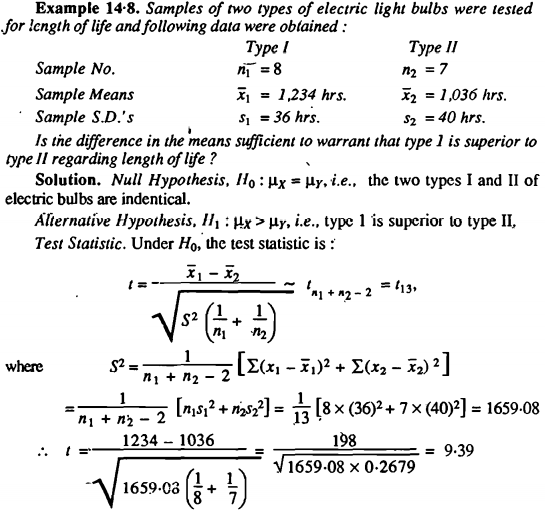 Example 14·8. Samples of two types of electric light bulbs were tested
for length of life and following data were obtained :
Type I Type II
Sample No. n₁ = 8 n₂ = 7
Sample Means x̄₁ = 1,234 hrs. x̄₂ = 1,036 hrs.
Sample S.D.'s s₁ = 36 hrs. s₂ = 40 hrs.
Is the difference in the means sufficient to warrant that type 1 is superior to
type II regarding length of life ?
Solution. Null Hypothesis, H₀ : μX = μY, i.e., the two types I and II of
electric bulbs are indentical.
Alternative Hypothesis, H₁ : μX > μY, i.e., type 1 is superior to type II,
Test Statistic. Under H₀, the test statistic is :
t = (x̄₁ − x̄₂) / √(S² (1/n₁ + 1/n₂)) ~ t n₁ + n₂ − 2 = t₁₃,
where S² = 1/(n₁ + n₂ − 2) [Σ(x₁ − x̄₁)² + Σ(x₂ − x̄₂)²]
= 1/(n₁ + n₂ − 2) [n₁s₁² + n₂s₂²] = 1/13 [8 × (36)² + 7 × (40)²] = 1659·08
∴ t = (1234 − 1036) / √(1659·08 (1/8 + 1/7)) = 198 / √(1659·08 × 0·2679) = 9·39